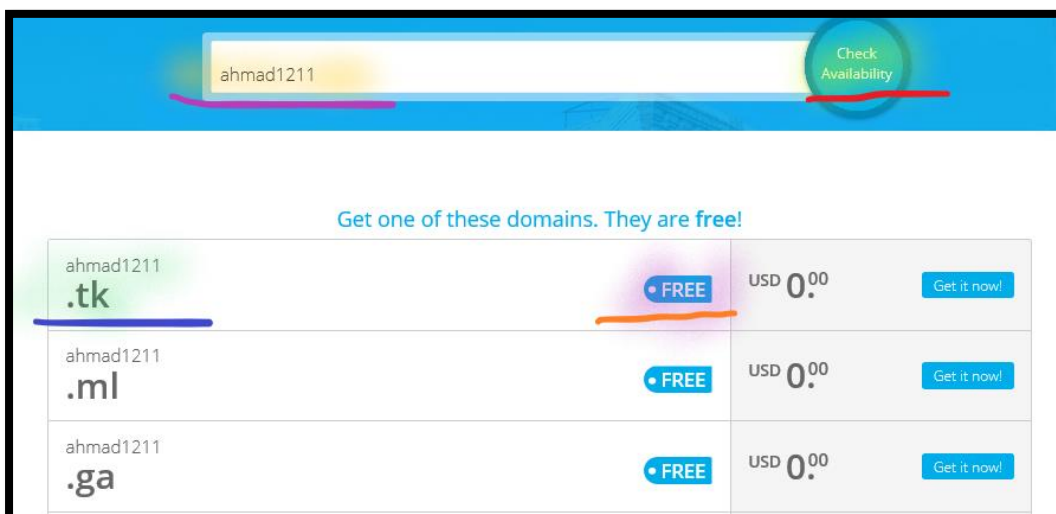 ahmad1211
Check
Availability
Get one of these domains. They are free!
ahmad1211
.tk
FREE
USD 0.00
Get it now!
ahmad1211
.ml
FREE
USD 0.00
Get it now!
ahmad1211
.ga
FREE
USD 0.00
Get it now!